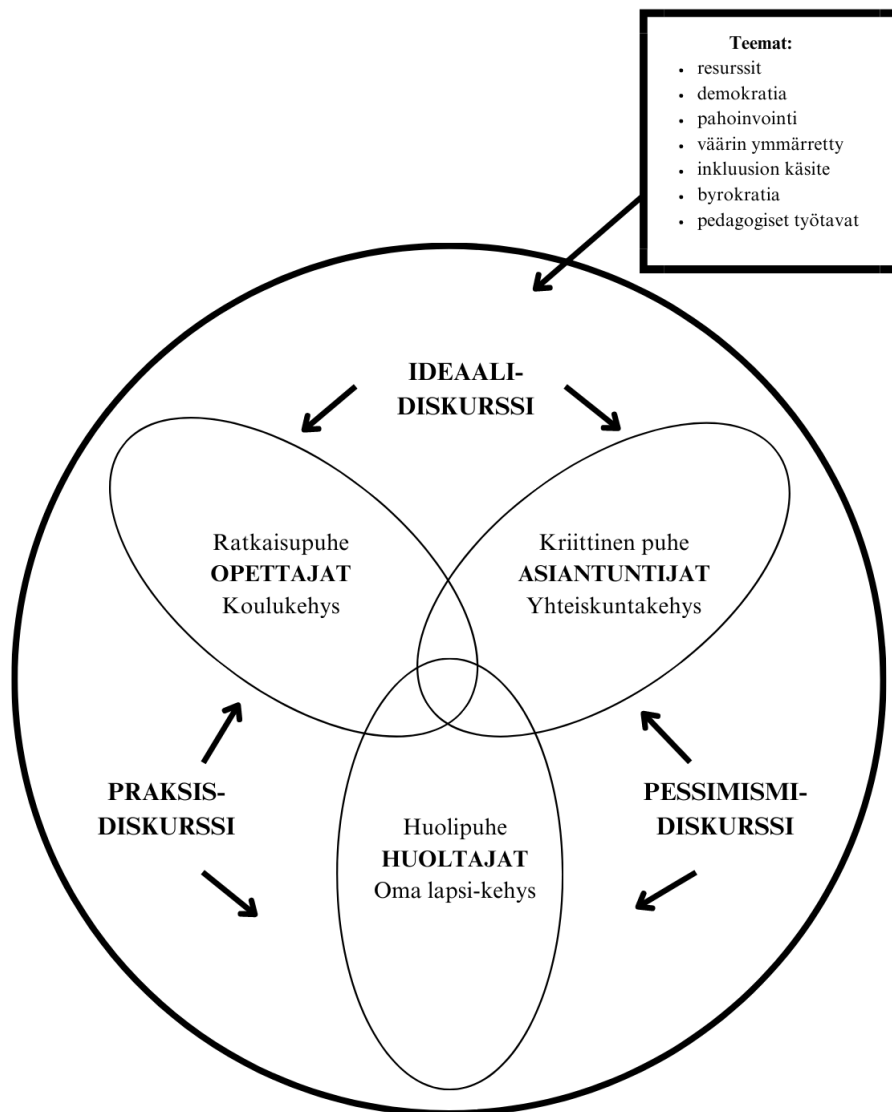 Teemat:
• resurssit
• demokratia
• pahoinvointi
• väärin ymmärretty
• inkluusion käsite
• byrokratia
• pedagogiset työtavat
IDEAALI-
DISKURSSI
Ratkaisupuhe
OPETTAJAT
Koulukehys
Kriittinen puhe
ASIANTUNTIJAT
Yhteiskuntakehys
PRAKSIS-
DISKURSSI
PESSIMISMI-
DISKURSSI
Huolipuhe
HUOLTAJAT
Oma lapsi-kehys